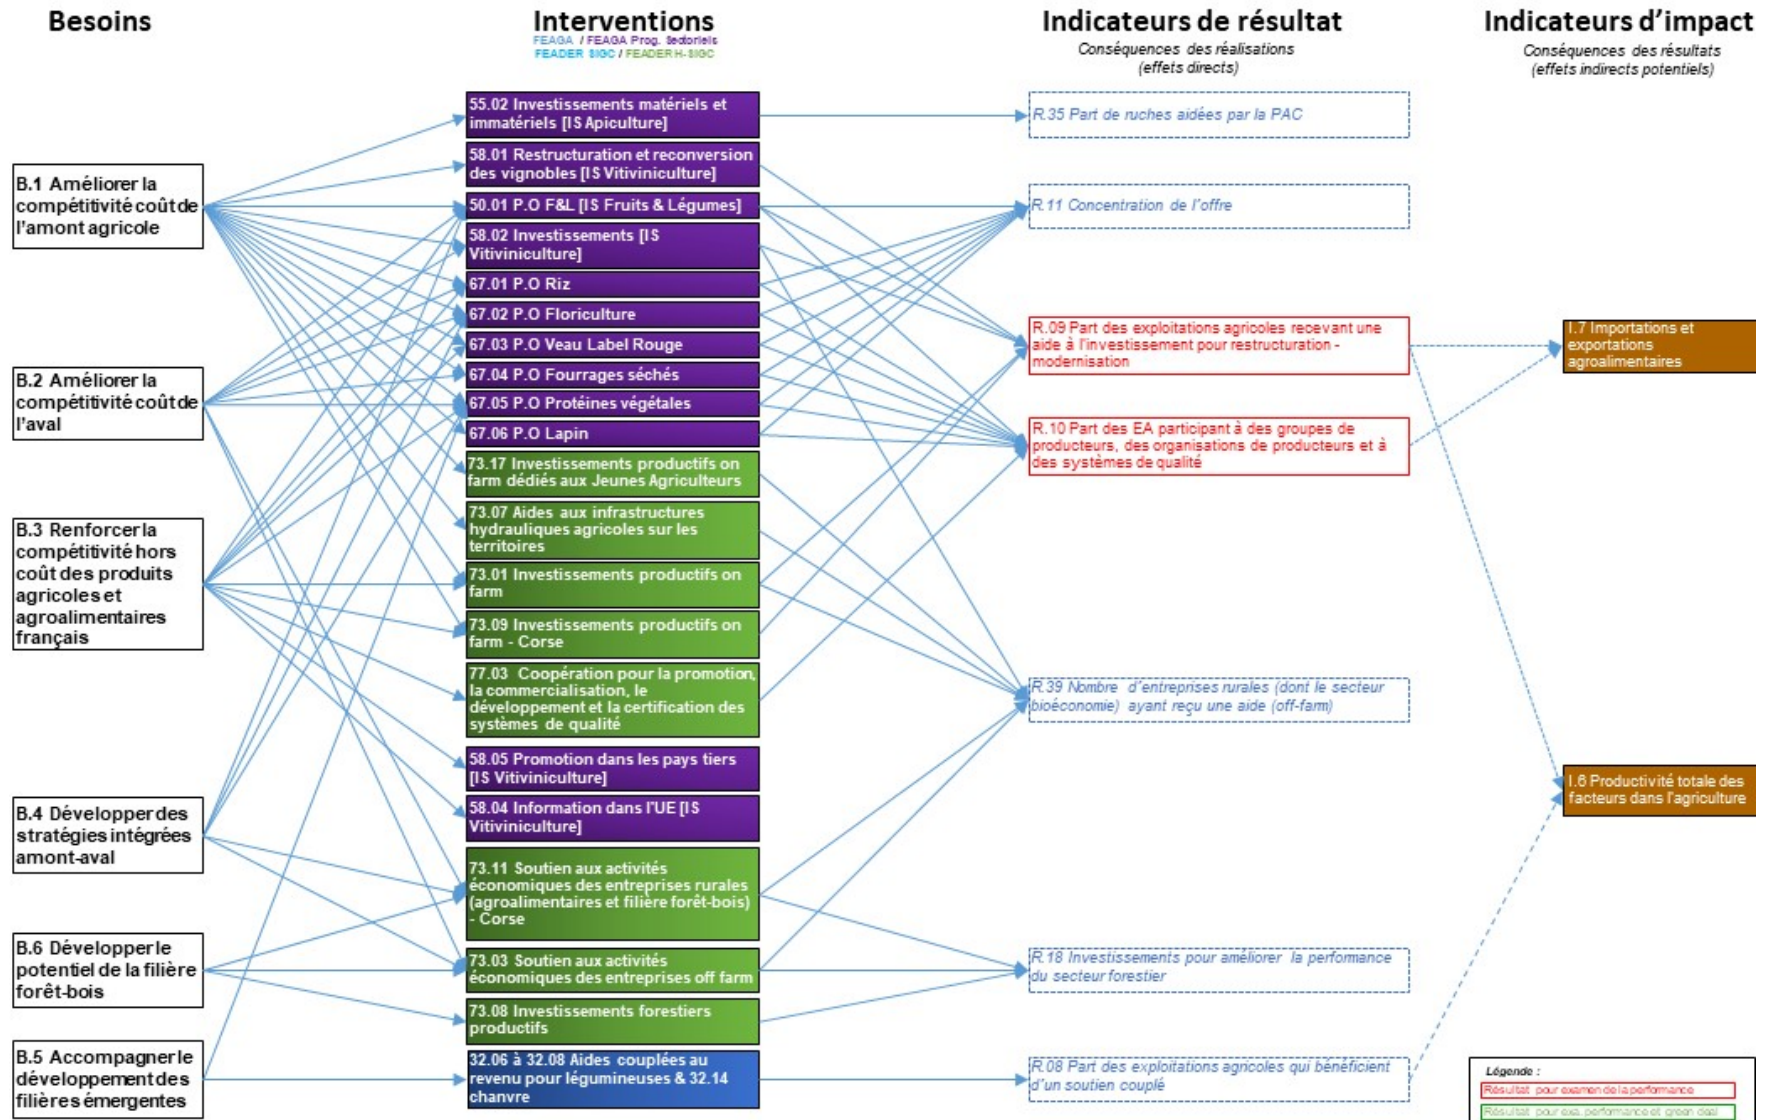 Besoins
Interventions
FEAGA / FEAGA Prog. Sectoriels
FEADER SIGC / FEADER H-SIGC
Indicateurs de résultat
Conséquences des réalisations
(effets directs)
Indicateurs d'impact
Conséquences des résultats
(effets indirects potentiels)
B.1 Améliorer la
compétitivité coût de
l'amont agricole
B.2 Améliorer la
compétitivité coût de
l'aval
B.3 Renforcer la
compétitivité hors
coût des produits
agricoles et
agroalimentaires
français
B.4 Développer des
stratégies intégrées
amont-aval
B.6 Développer le
potentiel de la filière
forêt-bois
B.5 Accompagner le
développement des
filières émergentes
55.02 Investissements matériels et
immatériels [IS Apiculture]
58.01 Restructuration et reconversion
des vignobles [IS Vitiviniculture]
50.01 P.O F&L [IS Fruits & Légumes]
58.02 Investissements [IS
Vitiviniculture]
67.01 P.O Riz
67.02 P.O Floriculture
67.03 P.O Veau Label Rouge
67.04 P.O Fourrages séchés
67.05 P.O Protéines végétales
67.06 P.O Lapin
73.17 Investissements productifs on
farm dédiés aux Jeunes Agriculteurs
73.07 Aides aux infrastructures
hydrauliques agricoles sur les
territoires
73.01 Investissements productifs on
farm
73.09 Investissements productifs on
farm - Corse
77.03 Coopération pour la promotion,
la commercialisation, le
développement et la certification des
systèmes de qualité
58.05 Promotion dans les pays tiers
[IS Vitiviniculture]
58.04 Information dans l'UE [IS
Vitiviniculture]
73.11 Soutien aux activités
économiques des entreprises rurales
(agroalimentaires et filière forêt-bois)
- Corse
73.03 Soutien aux activités
économiques des entreprises off farm
73.08 Investissements forestiers
productifs
32.06 à 32.08 Aides couplées au
revenu pour légumineuses & 32.14
chanvre
R.35 Part de ruches aidées par la PAC
R.11 Concentration de l'offre
R.09 Part des exploitations agricoles recevant une
aide à l'investissement pour restructuration -
modernisation
R.10 Part des EA participant à des groupes de
producteurs, des organisations de producteurs et à
des systèmes de qualité
R.39 Nombre d'entreprises rurales (dont le secteur
bioéconomie) ayant reçu une aide (off-farm)
R.18 Investissements pour améliorer la performance
du secteur forestier
R.08 Part des exploitations agricoles qui bénéficient
d'un soutien couplé
I.7 Importations et
exportations
agroalimentaires
I.6 Productivité totale des
facteurs dans l'agriculture
Légende :
Résultat pour examen de la performance
Résultat pour exa. performance et green deal